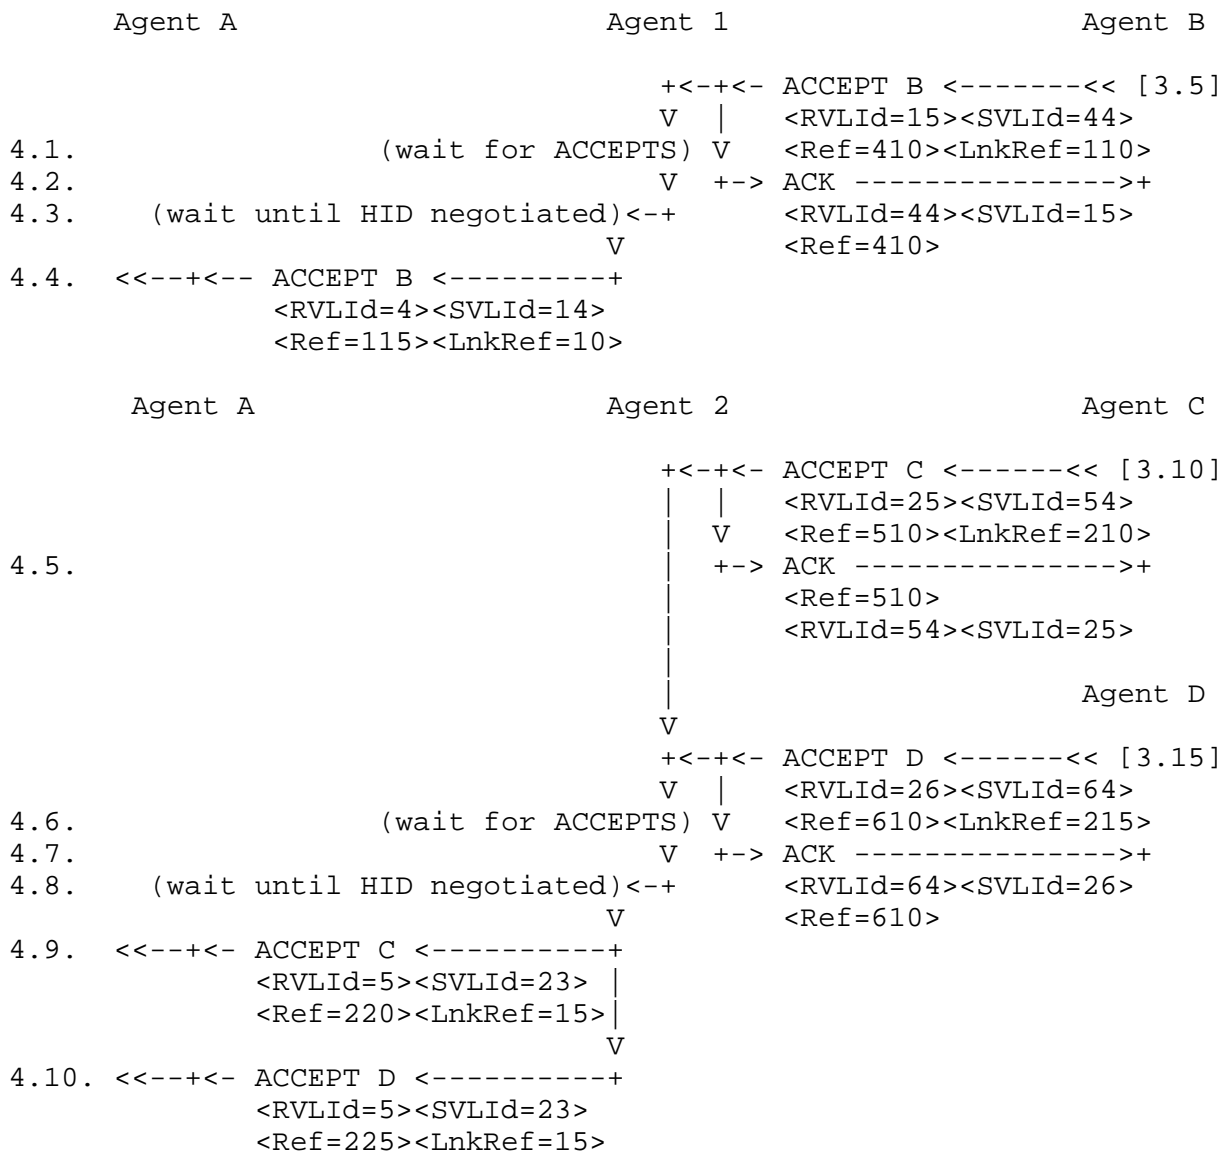 Agent A                     Agent 1                    Agent B

                                     +<-+<- ACCEPT B <-------<< [3.5]
                                     V  |   <RVLId=15><SVLId=44>
4.1.                 (wait for ACCEPTS) V   <Ref=410><LnkRef=110>
4.2.                                 V  +-> ACK --------------->+
4.3.    (wait until HID negotiated)<-+      <RVLId=44><SVLId=15>
                                  V         <Ref=410>
4.4.  <<--+<-- ACCEPT B <---------+
               <RVLId=4><SVLId=14>
               <Ref=115><LnkRef=10>

       Agent A                    Agent 2                    Agent C

                                     +<-+<- ACCEPT C <------<< [3.10]
                                     |  |   <RVLId=25><SVLId=54>
                                     |  V   <Ref=510><LnkRef=210>
4.5.                                 |  +-> ACK --------------->+
                                     |      <Ref=510>
                                     |      <RVLId=54><SVLId=25>
                                     |
                                     |                       Agent D
                                     V
                                     +<-+<- ACCEPT D <------<< [3.15]
                                     V  |   <RVLId=26><SVLId=64>
4.6.                 (wait for ACCEPTS) V   <Ref=610><LnkRef=215>
4.7.                                 V  +-> ACK --------------->+
4.8.    (wait until HID negotiated)<-+      <RVLId=64><SVLId=26>
                                  V         <Ref=610>
4.9.  <<--+<- ACCEPT C <----------+
              <RVLId=5><SVLId=23> |
              <Ref=220><LnkRef=15>|
                                  V
4.10. <<--+<- ACCEPT D <----------+
              <RVLId=5><SVLId=23>
              <Ref=225><LnkRef=15>